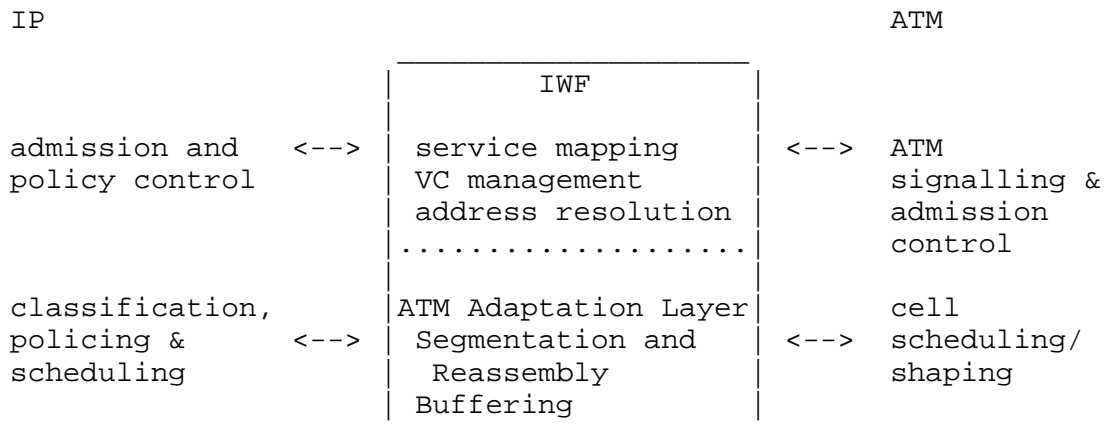 IP                                                ATM
                      ____________________
                     |        IWF         |
                     |                    |
admission and   <--> | service mapping    | <-->  ATM
policy control       | VC management      |       signalling &
                     | address resolution |       admission
                     |....................|       control
                     |                    |
classification,      |ATM Adaptation Layer|       cell
policing &      <--> | Segmentation and   | <-->  scheduling/
scheduling           |  Reassembly        |       shaping
                     | Buffering          |